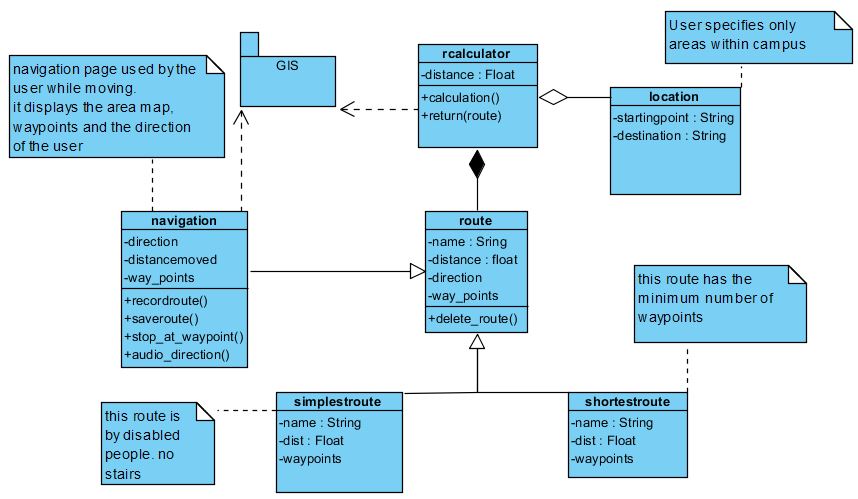 User specifies only
areas within campus
navigation page used by the
user while moving.
it displays the area map,
waypoints and the direction
of the user
GIS
rcalculator
-distance : Float
+calculation()
+return(route)
location
-startingpoint : String
-destination : String
navigation
-direction
-distancemoved
-way_points
+recordroute()
+saveroute()
+stop_at_waypoint()
+audio_direction()
route
-name : Sring
-distance : float
-direction
-way_points
+delete_route()
this route has the
minimum number of
waypoints
this route is
by disabled
people. no
stairs
simplestroute
-name : String
-dist : Float
-waypoints
shortestroute
-name : String
-dist : Float
-waypoints